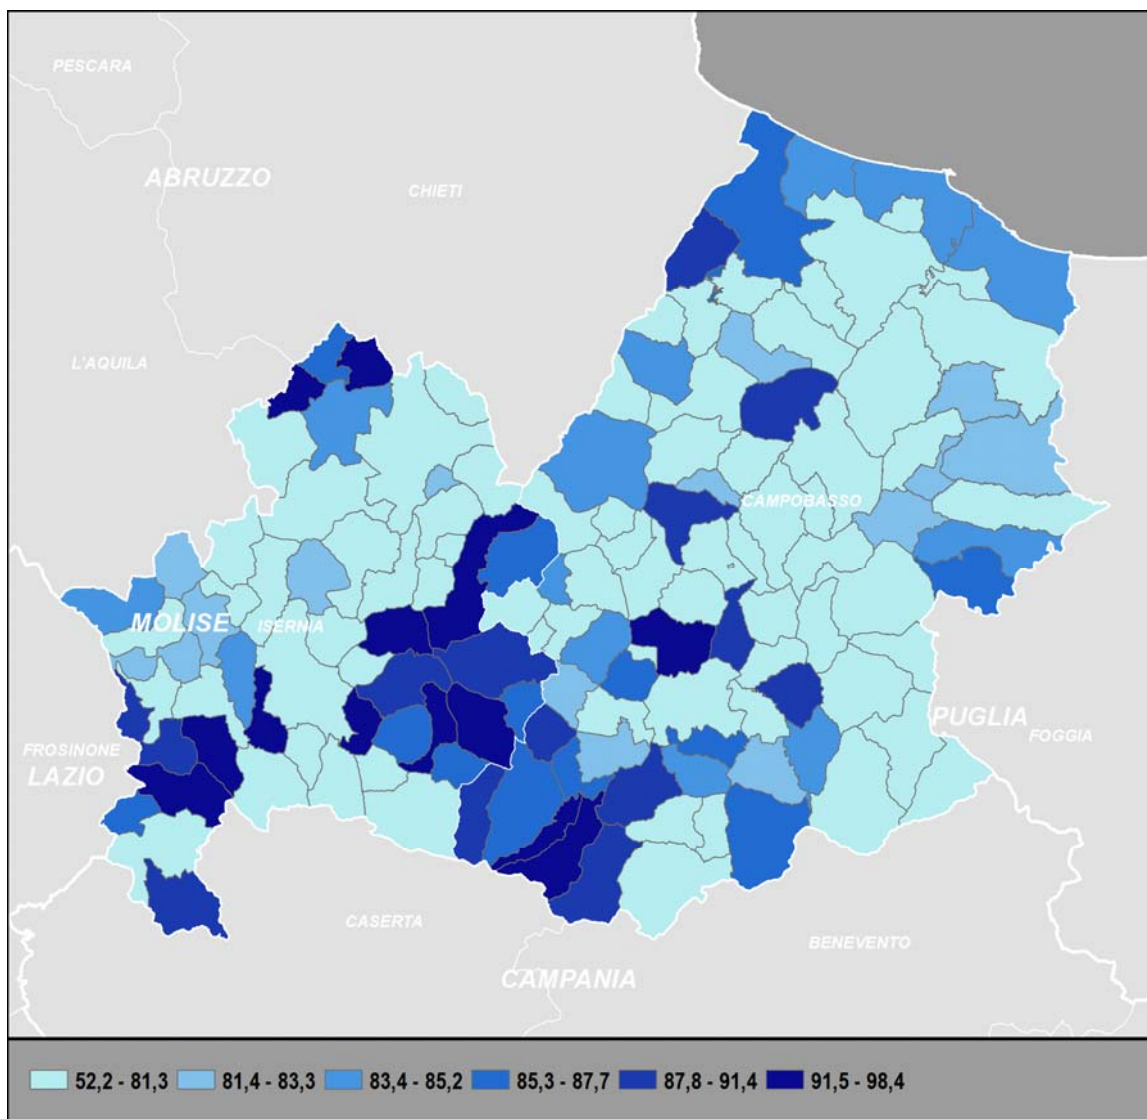 PESCARA
ABRUZZO
CHIETI
L'AQUILA
CAMPOBASSO
MOLISE
ISERNIA
PUGLIA
FROSINONE
FOGGIA
LAZIO
CASERTA
BENEVENTO
CAMPANIA
52,2 - 81,3 81,4 - 83,3 83,4 - 85,2 85,3 - 87,7 87,8 - 91,4 91,5 - 98,4